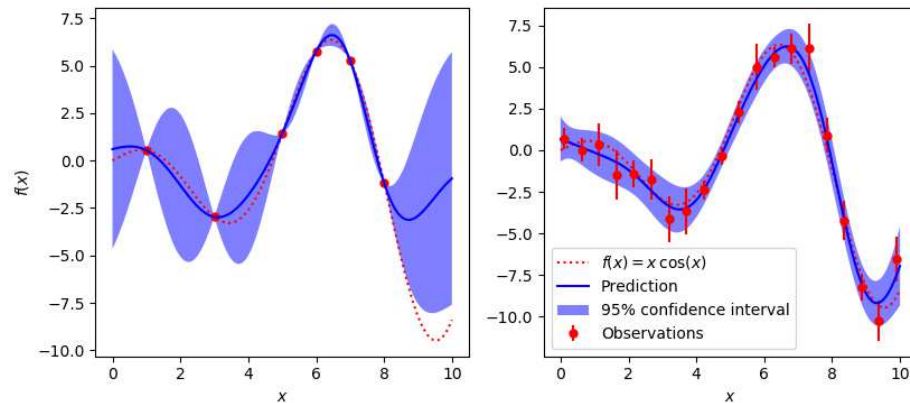 7.5
5.0
2.5
0.0
−2.5
−5.0
−7.5
−10.0
f(x)
0 2 4 6 8 10
x
7.5
5.0
2.5
0.0
−2.5
−5.0
−7.5
−10.0
f(x) = x cos(x)
Prediction
95% confidence interval
Observations
0 2 4 6 8 10
x